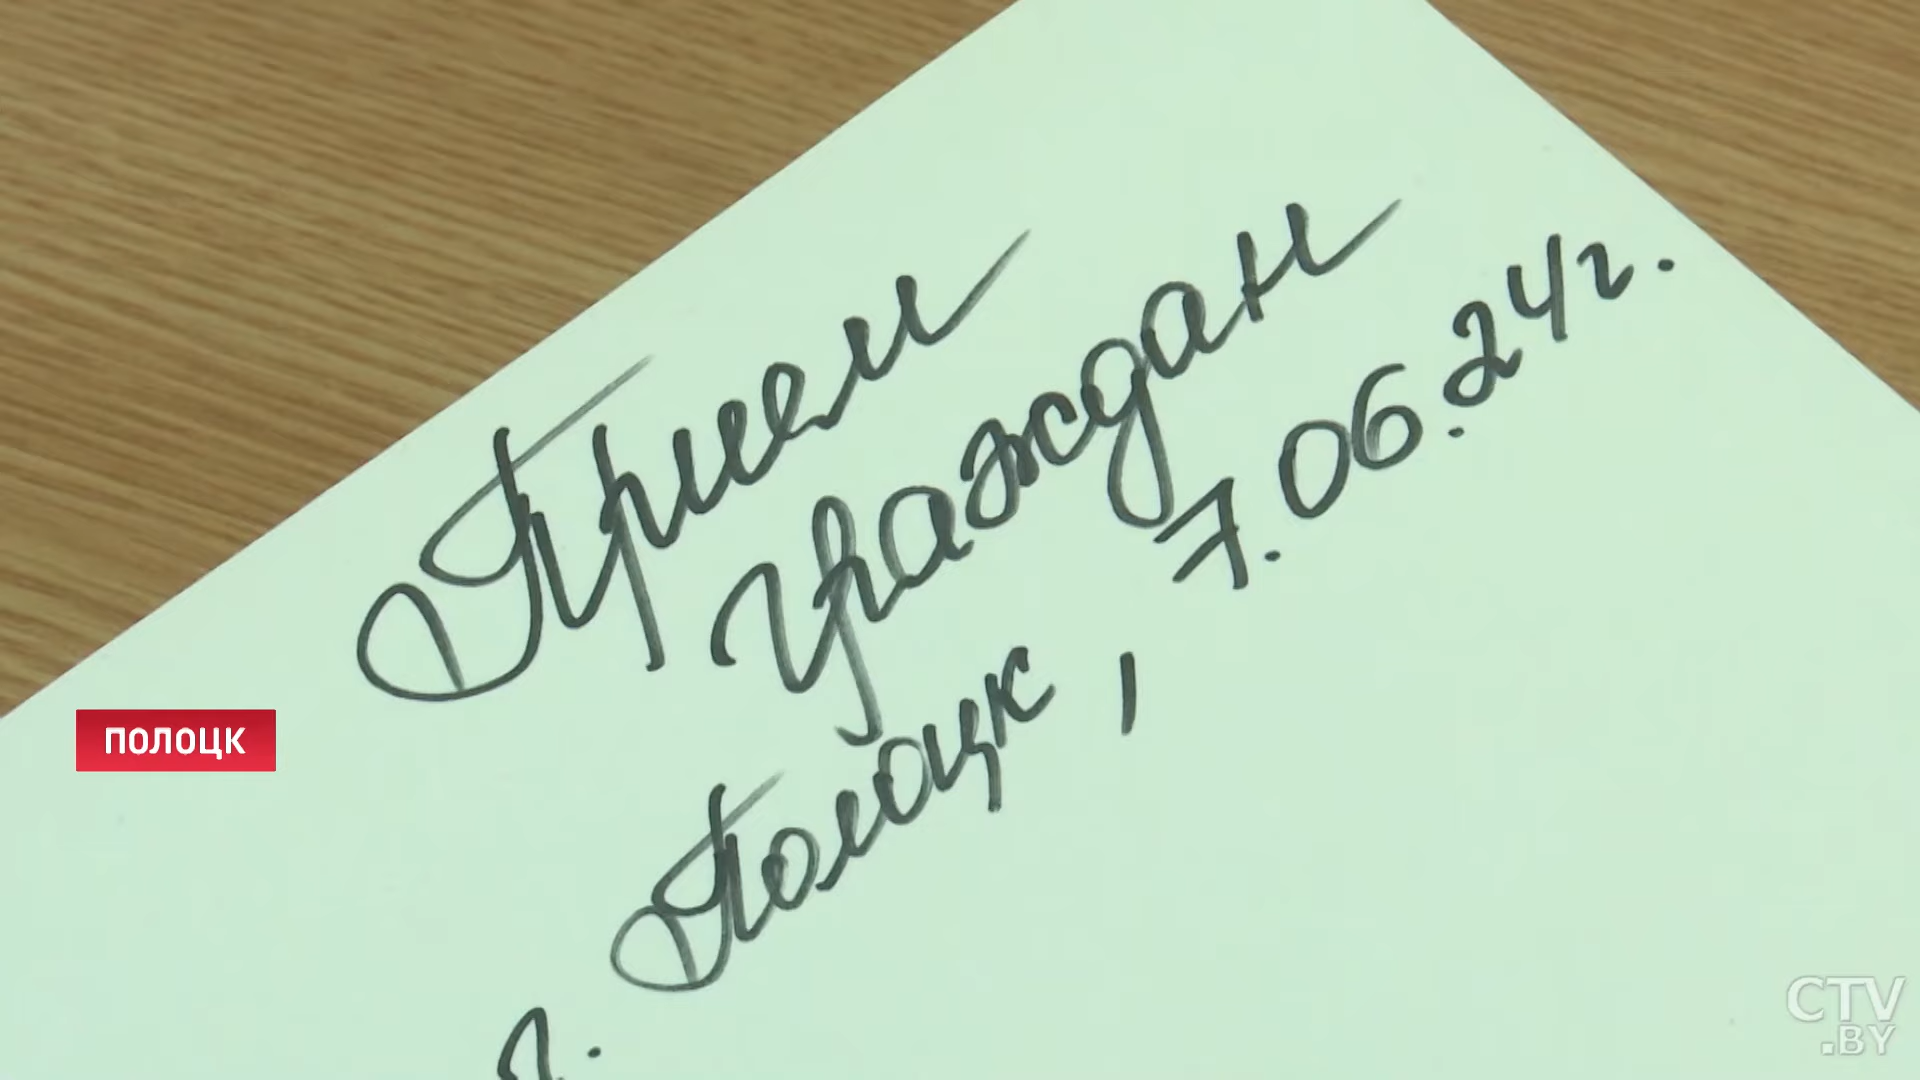 Прием
граждан
г. Полоцк, 7.06.24г.
ПОЛОЦК
CTV
.BY